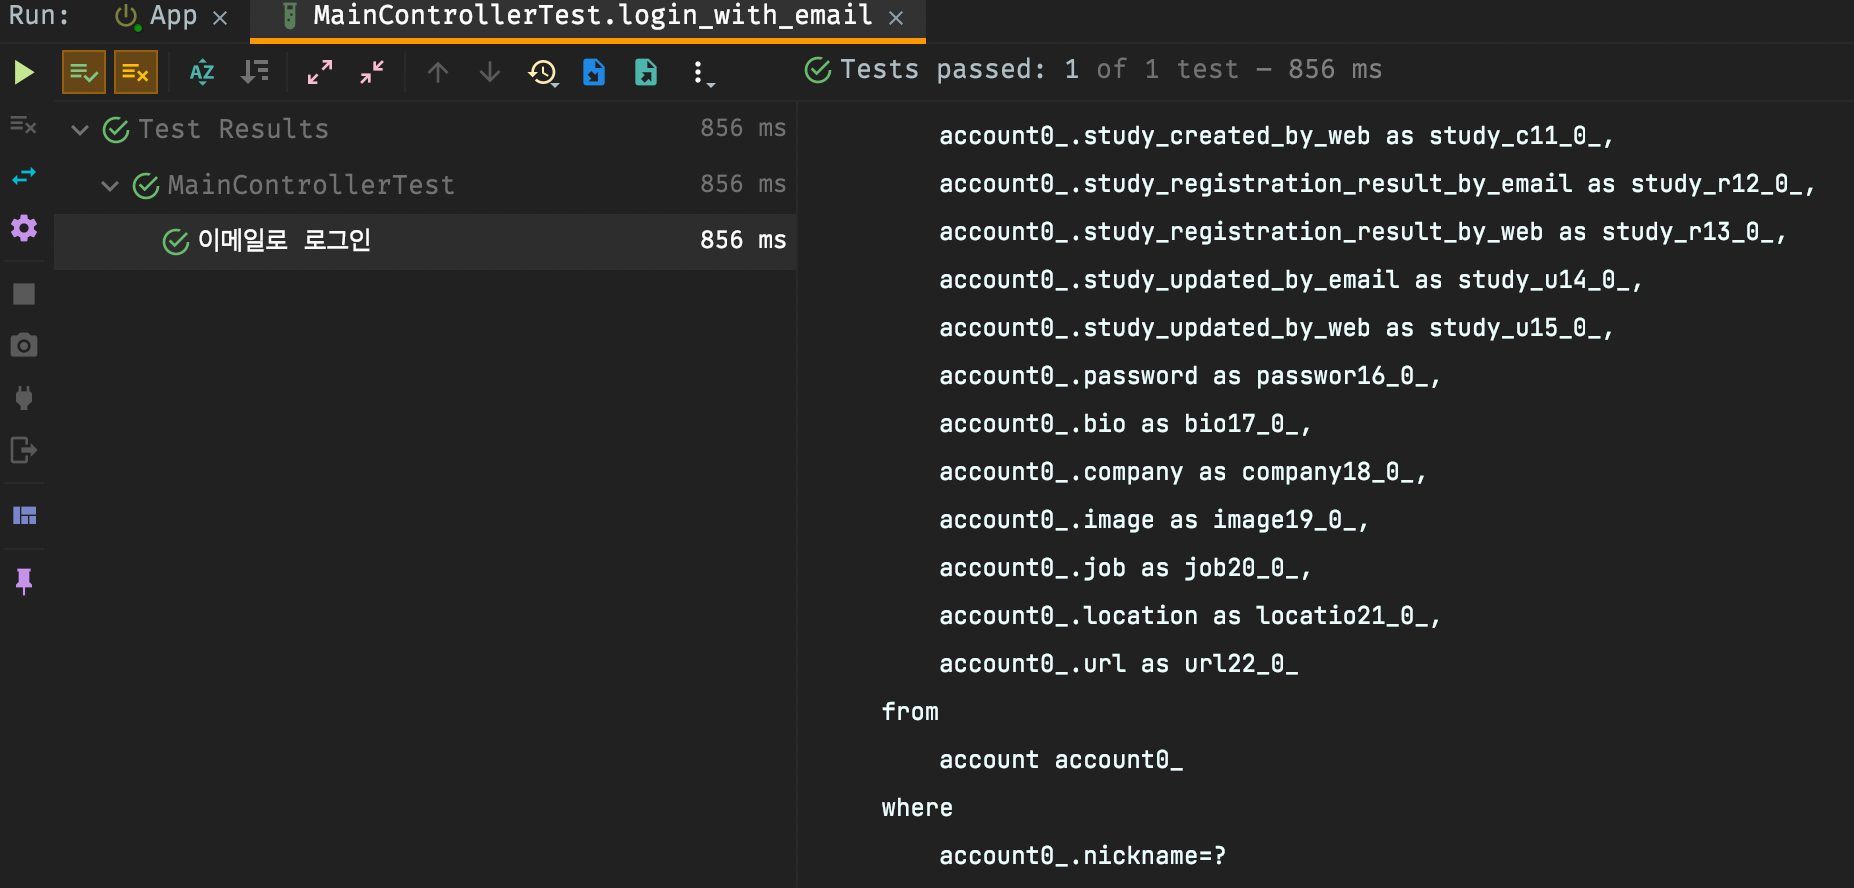 Run: App × MainControllerTest.login_with_email ×
Tests passed: 1 of 1 test – 856 ms
Test Results 856 ms
MainControllerTest 856 ms
이메일로 로그인 856 ms
account0_.study_created_by_web as study_c11_0_,
account0_.study_registration_result_by_email as study_r12_0_,
account0_.study_registration_result_by_web as study_r13_0_,
account0_.study_updated_by_email as study_u14_0_,
account0_.study_updated_by_web as study_u15_0_,
account0_.password as passwor16_0_,
account0_.bio as bio17_0_,
account0_.company as company18_0_,
account0_.image as image19_0_,
account0_.job as job20_0_,
account0_.location as locatio21_0_,
account0_.url as url22_0_
from
account account0_
where
account0_.nickname=?